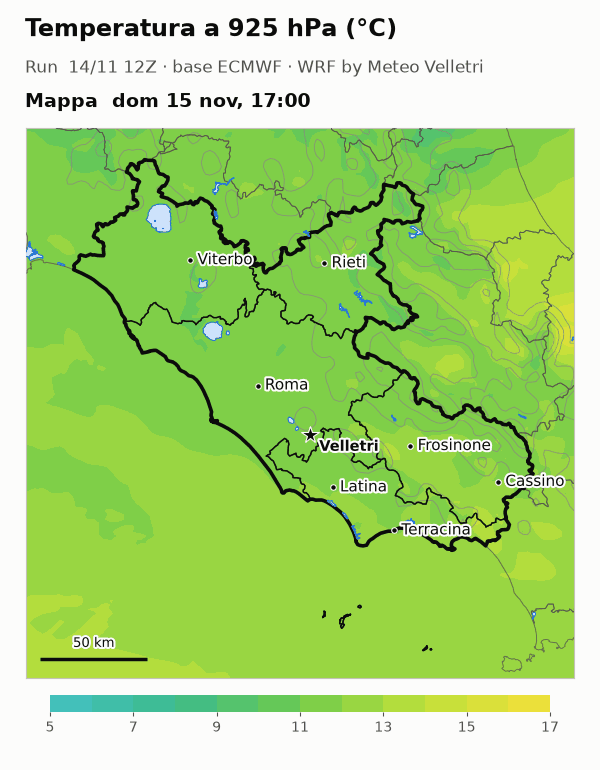 Temperatura a 925 hPa (°C)
Run  14/11 12Z · base ECMWF · WRF by Meteo Velletri
Mappa  dom 15 nov, 17:00
Viterbo
Rieti
Roma
Velletri
Frosinone
Latina
Cassino
Terracina
50 km
5 7 9 11 13 15 17